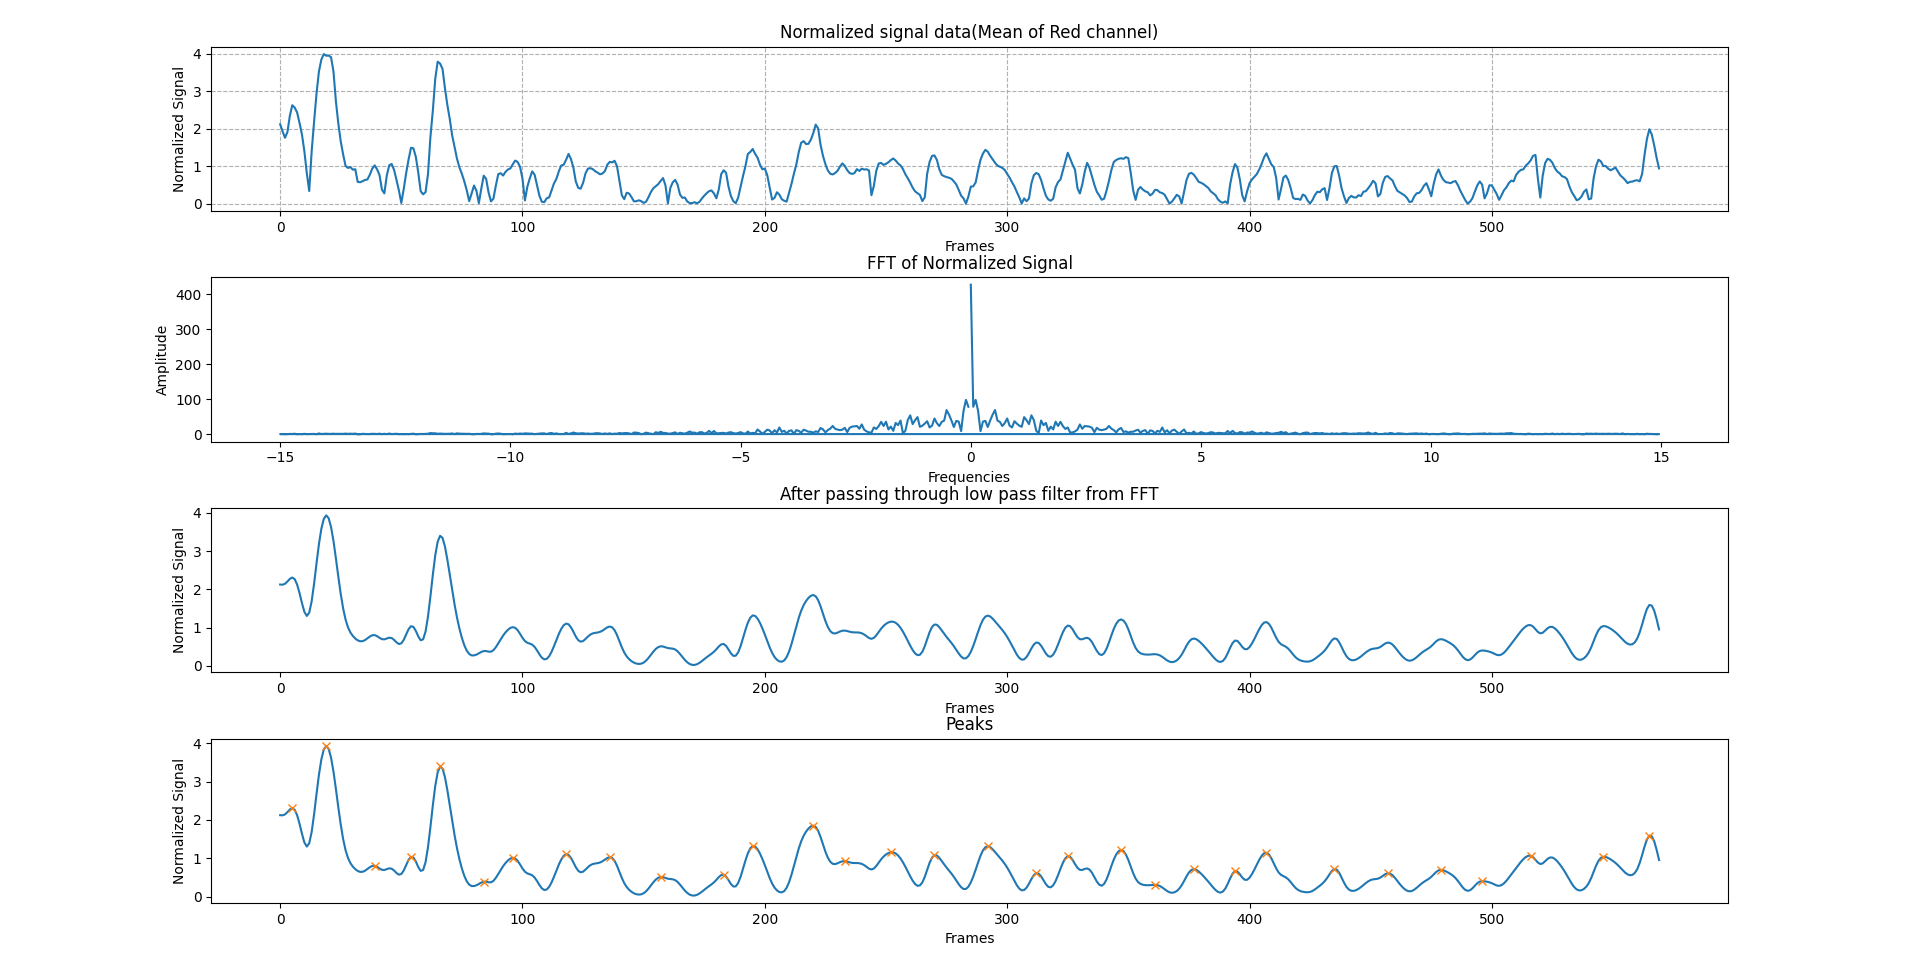 Normalized signal data(Mean of Red channel)
Normalized Signal
4
3
2
1
0
0 100 200 300 400 500
Frames
FFT of Normalized Signal
Amplitude
400
300
200
100
0
−15 −10 −5 0 5 10 15
Frequencies
After passing through low pass filter from FFT
Normalized Signal
4
3
2
1
0
0 100 200 300 400 500
Frames
Peaks
Normalized Signal
4
3
2
1
0
0 100 200 300 400 500
Frames